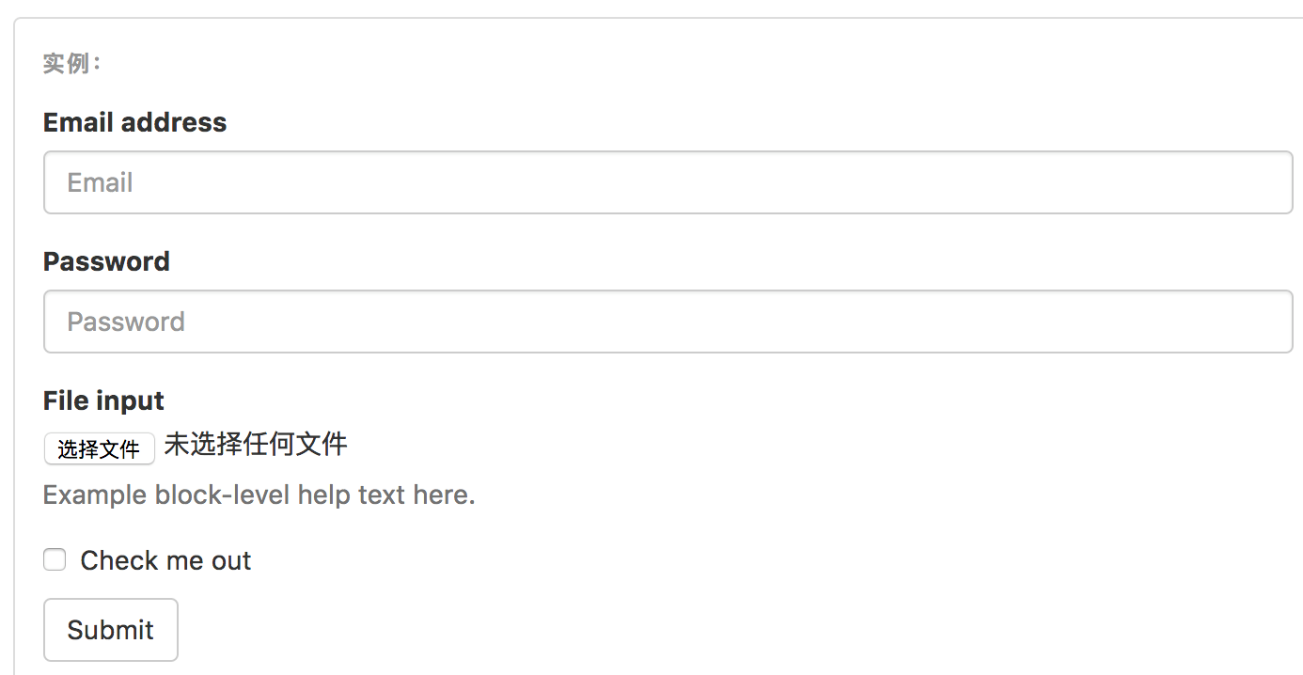 实例：
Email address
Email
Password
Password
File input
选择文件 未选择任何文件
Example block-level help text here.
Check me out
Submit